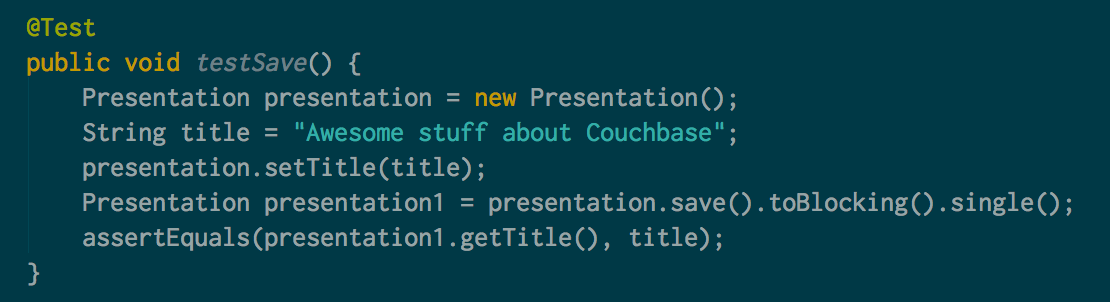 @Test
public void testSave() {
Presentation presentation = new Presentation();
String title = "Awesome stuff about Couchbase";
presentation.setTitle(title);
Presentation presentation1 = presentation.save().toBlocking().single();
assertEquals(presentation1.getTitle(), title);
}